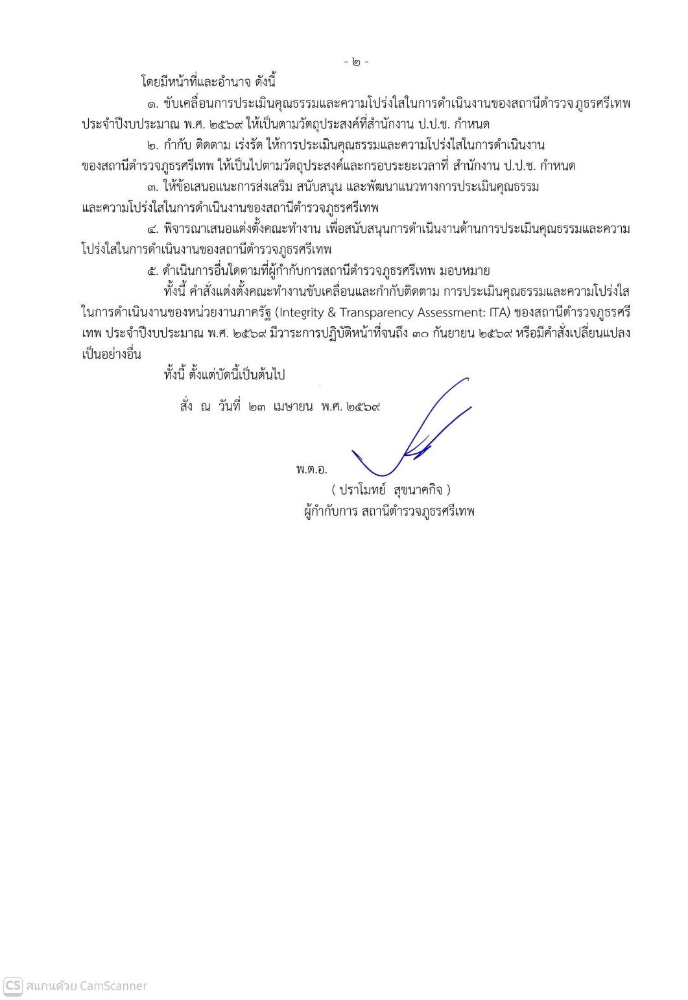 - ๒ -
โดยมีหน้าที่และอำนาจ ดังนี้
๑. ขับเคลื่อนการประเมินคุณธรรมและความโปร่งใสในการดำเนินงานของสถานีตำรวจภูธรศรีเทพ
ประจำปีงบประมาณ พ.ศ. ๒๕๖๙ ให้เป็นตามวัตถุประสงค์ที่สำนักงาน ป.ป.ช. กำหนด
๒. กำกับ ติดตาม เร่งรัด ให้การประเมินคุณธรรมและความโปร่งใสในการดำเนินงาน
ของสถานีตำรวจภูธรศรีเทพ ให้เป็นไปตามวัตถุประสงค์และกรอบระยะเวลาที่ สำนักงาน ป.ป.ช. กำหนด
๓. ให้ข้อเสนอแนะการส่งเสริม สนับสนุน และพัฒนาแนวทางการประเมินคุณธรรม
และความโปร่งใสในการดำเนินงานของสถานีตำรวจภูธรศรีเทพ
๔. พิจารณาเสนอแต่งตั้งคณะทำงาน เพื่อสนับสนุนการดำเนินงานด้านการประเมินคุณธรรมและความ
โปร่งใสในการดำเนินงานของสถานีตำรวจภูธรศรีเทพ
๕. ดำเนินการอื่นใดตามที่ผู้กำกับการสถานีตำรวจภูธรศรีเทพ มอบหมาย
ทั้งนี้ คำสั่งแต่งตั้งคณะทำงานขับเคลื่อนและกำกับติดตาม การประเมินคุณธรรมและความโปร่งใส
ในการดำเนินงานของหน่วยงานภาครัฐ (Integrity & Transparency Assessment: ITA) ของสถานีตำรวจภูธรศรี
เทพ ประจำปีงบประมาณ พ.ศ. ๒๕๖๙ มีวาระการปฏิบัติหน้าที่จนถึง ๓๐ กันยายน ๒๕๖๙ หรือมีคำสั่งเปลี่ยนแปลง
เป็นอย่างอื่น
ทั้งนี้ ตั้งแต่บัดนี้เป็นต้นไป
สั่ง ณ วันที่ ๒๓ เมษายน พ.ศ. ๒๕๖๙
พ.ต.อ.
( ปราโมทย์ สุขนาคกิจ )
ผู้กำกับการ สถานีตำรวจภูธรศรีเทพ
CS สแกนด้วย CamScanner